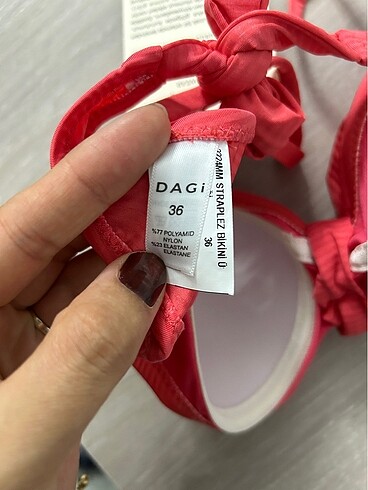 DAGi
36
%77 POLYAMID
NYLON
%23 ELASTAN
ELASTANE
STRAPLEZ BIKINI Ü
36